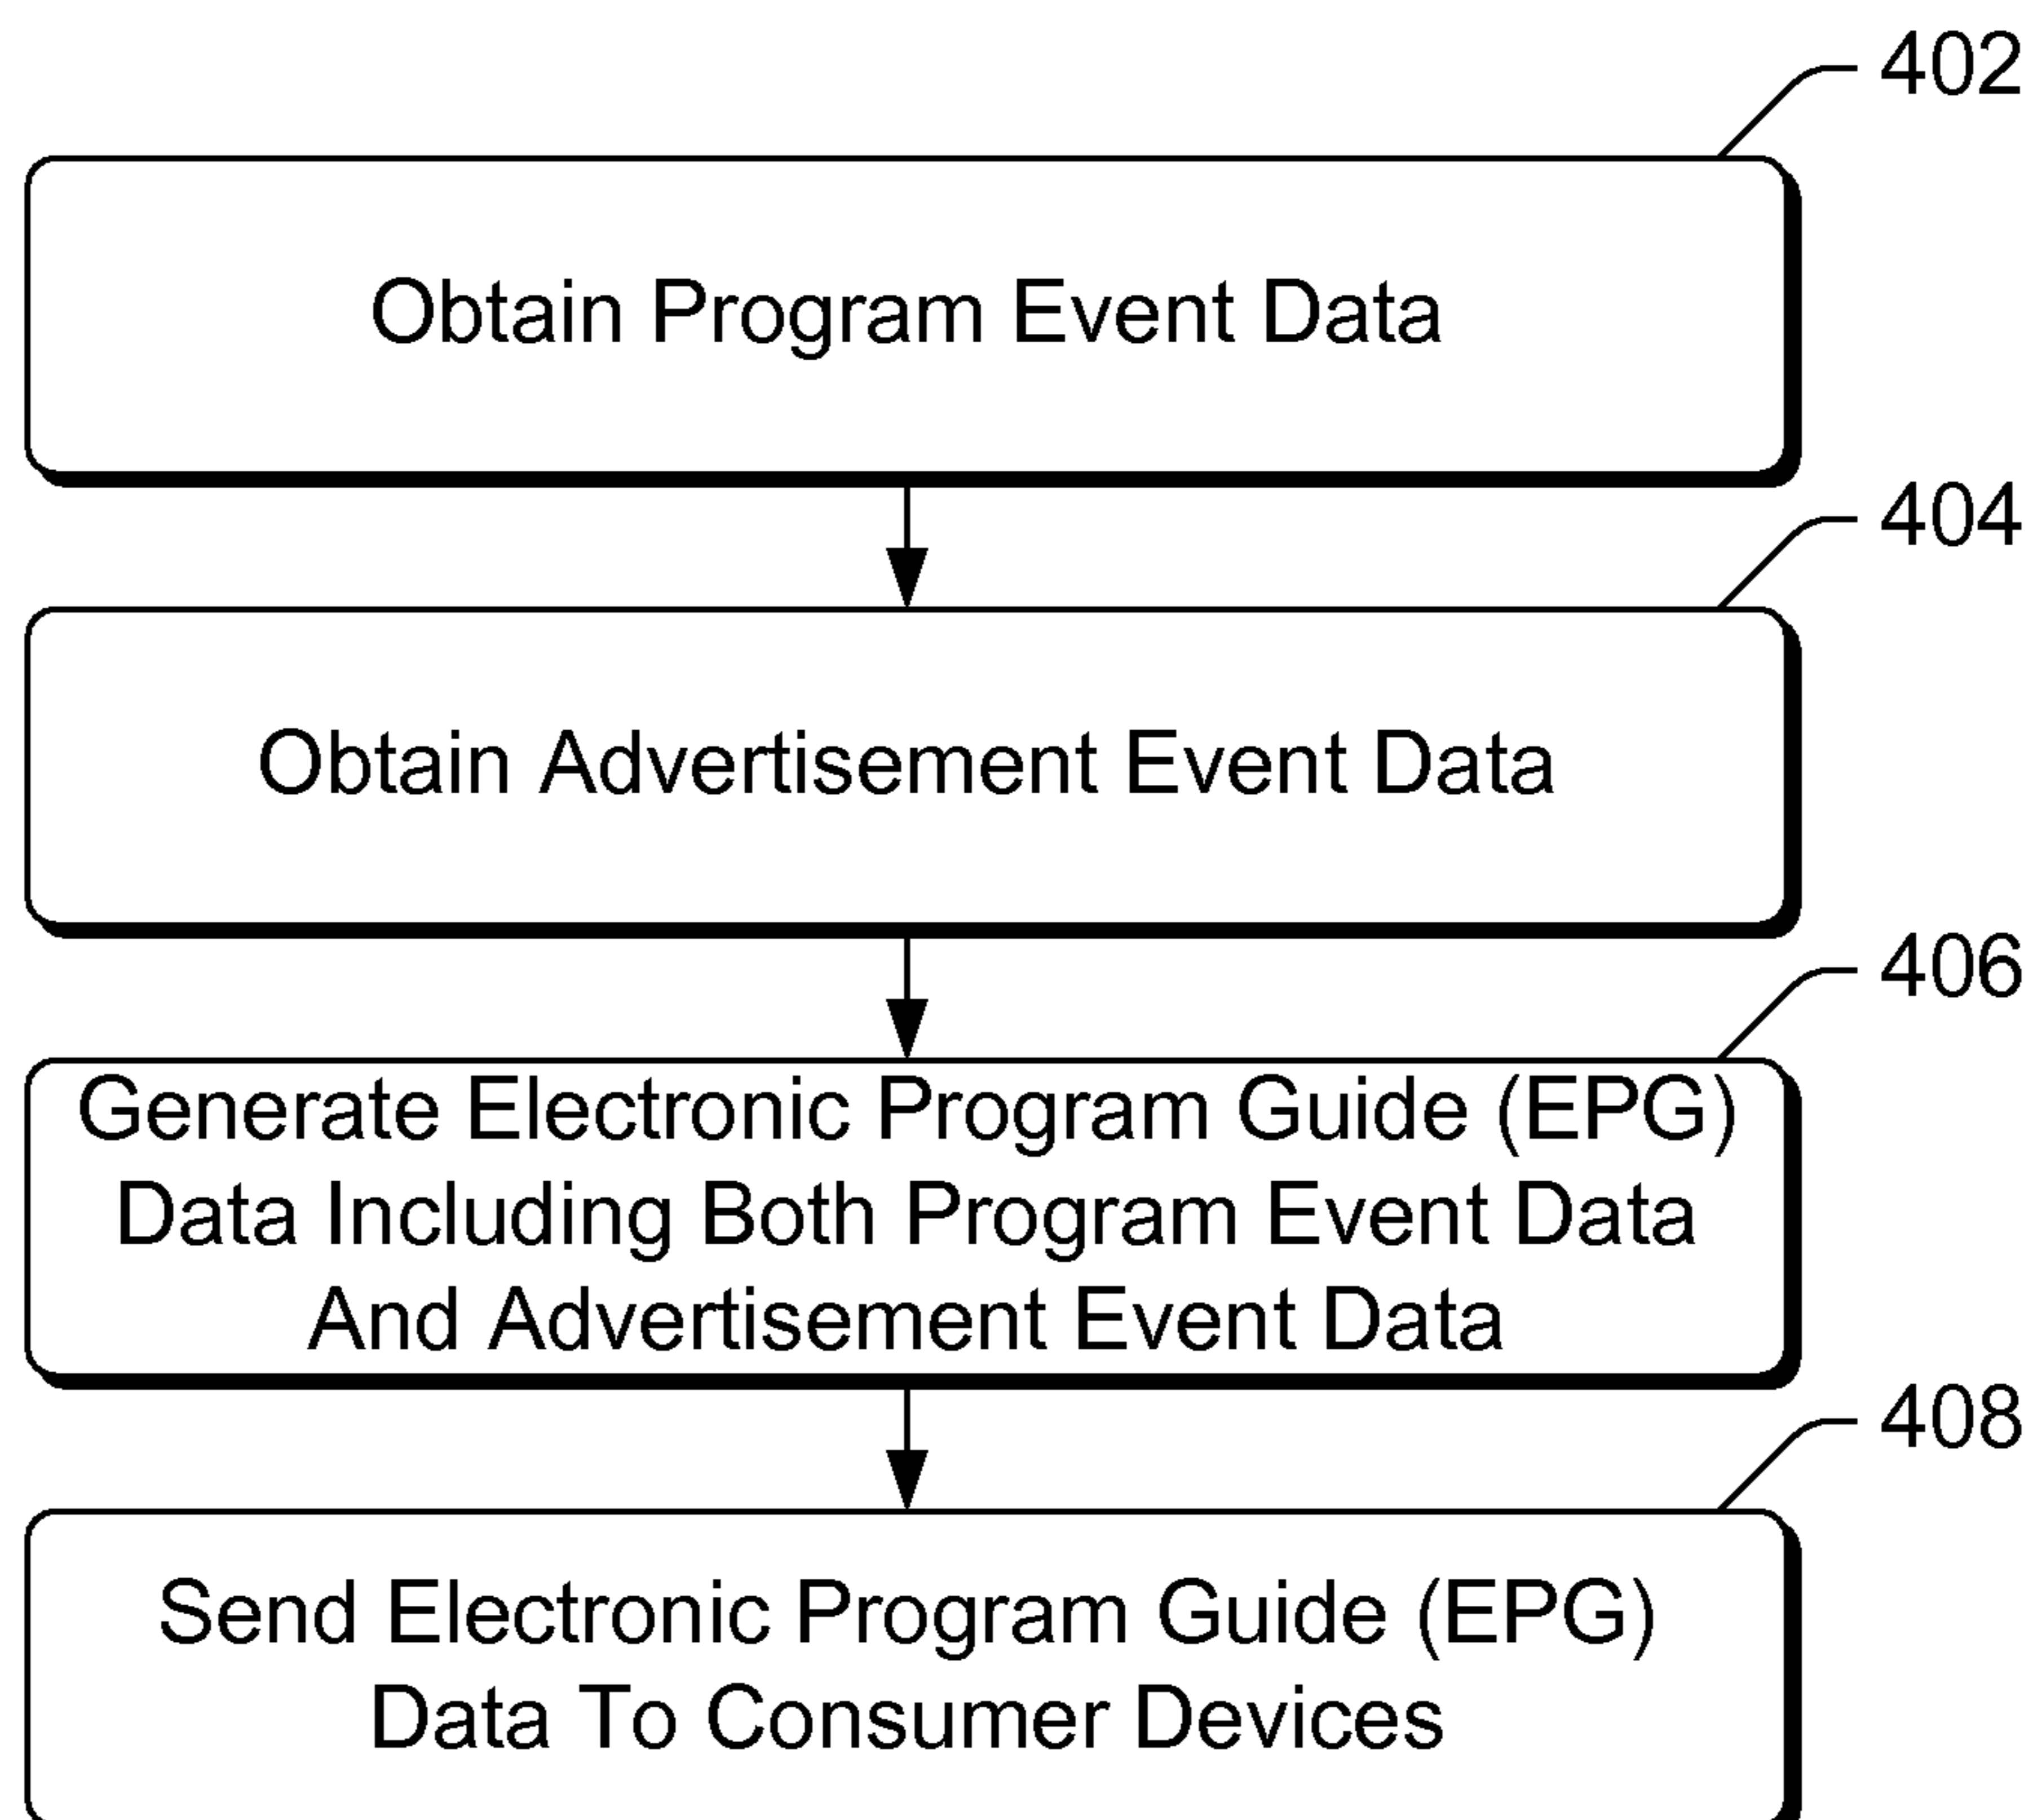 402
Obtain Program Event Data
404
Obtain Advertisement Event Data
406
Generate Electronic Program Guide (EPG)
Data Including Both Program Event Data
And Advertisement Event Data
408
Send Electronic Program Guide (EPG)
Data To Consumer Devices